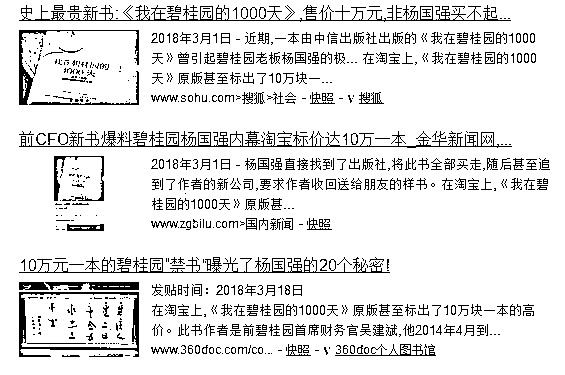 史上最贵新书:《我在碧桂园的1000天》,售价十万元,非杨国强买不起...
2018年3月1日 - 近期,一本由中信出版社出版的《我在碧桂园的1000
天》曾引起碧桂园老板杨国强的极... 在淘宝上,《我在碧桂园的1000
天》原版甚至标出了10万块一...
www.sohu.com>搜狐>社会 - 快照 - V 搜狐
前CFO新书爆料碧桂园杨国强内幕淘宝标价达10万一本_金华新闻网,...
2018年3月1日 - 杨国强直接找到了出版社,将此书全部买走,随后甚至追
到了作者的新公司,要求作者收回送给朋友的样书。在淘宝上,《我在碧
桂园的1000天》原版甚...
www.zgbilu.com>国内新闻 - 快照
10万元一本的碧桂园"禁书"曝光了杨国强的20个秘密!
发贴时间：2018年3月18日
在淘宝上,《我在碧桂园的1000天》原版甚至标出了10万块一本的高
价。此书作者是前碧桂园首席财务官吴建斌,他2014年4月到...
www.360doc.com/co... - 快照 - V 360doc个人图书馆